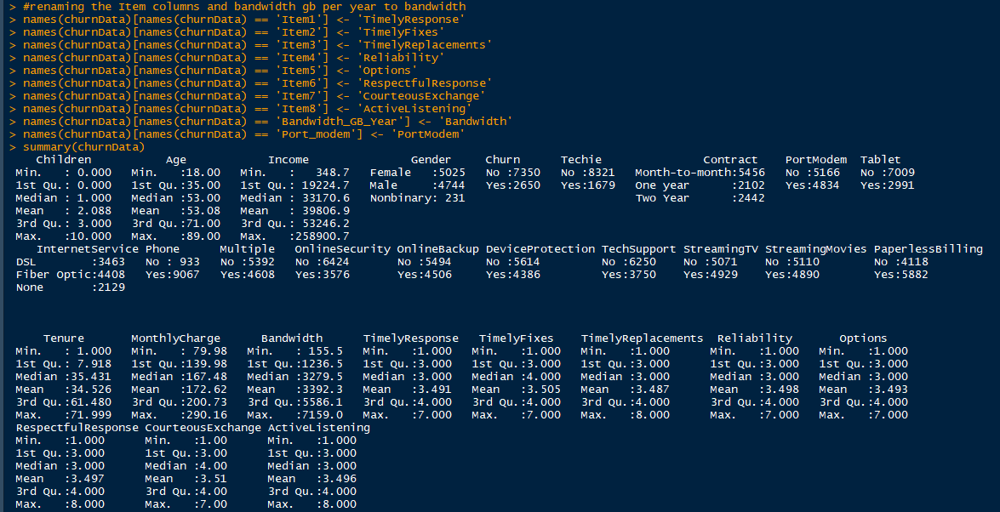 > #renaming the Item columns and bandwidth gb per year to bandwidth
> names(churnData)[names(churnData) == 'Item1'] <- 'TimelyResponse'
> names(churnData)[names(churnData) == 'Item2'] <- 'TimelyFixes'
> names(churnData)[names(churnData) == 'Item3'] <- 'TimelyReplacements'
> names(churnData)[names(churnData) == 'Item4'] <- 'Reliability'
> names(churnData)[names(churnData) == 'Item5'] <- 'Options'
> names(churnData)[names(churnData) == 'Item6'] <- 'RespectfulResponse'
> names(churnData)[names(churnData) == 'Item7'] <- 'CourteousExchange'
> names(churnData)[names(churnData) == 'Item8'] <- 'ActiveListening'
> names(churnData)[names(churnData) == 'Bandwidth_GB_Year'] <- 'Bandwidth'
> names(churnData)[names(churnData) == 'Port_modem'] <- 'PortModem'
> summary(churnData)
Children Age Income Gender Churn Techie Contract PortModem Tablet
Min. : 0.000 Min. :18.00 Min. : 348.7 Female :5025 No :7350 No :8321 Month-to-month:5456 No :5166 No :7009
1st Qu.: 0.000 1st Qu.:35.00 1st Qu.: 19224.7 Male :4744 Yes:2650 Yes:1679 One year :2102 Yes:4834 Yes:2991
Median : 1.000 Median :53.00 Median : 33170.6 Nonbinary: 231 Two Year :2442
Mean : 2.088 Mean :53.08 Mean : 39806.9
3rd Qu.: 3.000 3rd Qu.:71.00 3rd Qu.: 53246.2
Max. :10.000 Max. :89.00 Max. :258900.7
InternetService Phone Multiple OnlineSecurity OnlineBackup DeviceProtection TechSupport StreamingTV StreamingMovies PaperlessBilling
DSL :3463 No : 933 No :5392 No :6424 No :5494 No :5614 No :6250 No :5071 No :5110 No :4118
Fiber Optic:4408 Yes:9067 Yes:4608 Yes:3576 Yes:4506 Yes:4386 Yes:3750 Yes:4929 Yes:4890 Yes:5882
None :2129
Tenure MonthlyCharge Bandwidth TimelyResponse TimelyFixes TimelyReplacements Reliability Options
Min. : 1.000 Min. : 79.98 Min. : 155.5 Min. :1.000 Min. :1.000 Min. :1.000 Min. :1.000 Min. :1.000
1st Qu.: 7.918 1st Qu.:139.98 1st Qu.:1236.5 1st Qu.:3.000 1st Qu.:3.000 1st Qu.:3.000 1st Qu.:3.000 1st Qu.:3.000
Median :35.431 Median :167.48 Median :3279.5 Median :3.000 Median :4.000 Median :3.000 Median :3.000 Median :3.000
Mean :34.526 Mean :172.62 Mean :3392.3 Mean :3.491 Mean :3.505 Mean :3.487 Mean :3.498 Mean :3.493
3rd Qu.:61.480 3rd Qu.:200.73 3rd Qu.:5586.1 3rd Qu.:4.000 3rd Qu.:4.000 3rd Qu.:4.000 3rd Qu.:4.000 3rd Qu.:4.000
Max. :71.999 Max. :290.16 Max. :7159.0 Max. :7.000 Max. :7.000 Max. :8.000 Max. :7.000 Max. :7.000
RespectfulResponse CourteousExchange ActiveListening
Min. :1.000 Min. :1.00 Min. :1.000
1st Qu.:3.000 1st Qu.:3.00 1st Qu.:3.000
Median :3.000 Median :4.00 Median :3.000
Mean :3.497 Mean :3.51 Mean :3.496
3rd Qu.:4.000 3rd Qu.:4.00 3rd Qu.:4.000
Max. :8.000 Max. :7.00 Max. :8.000